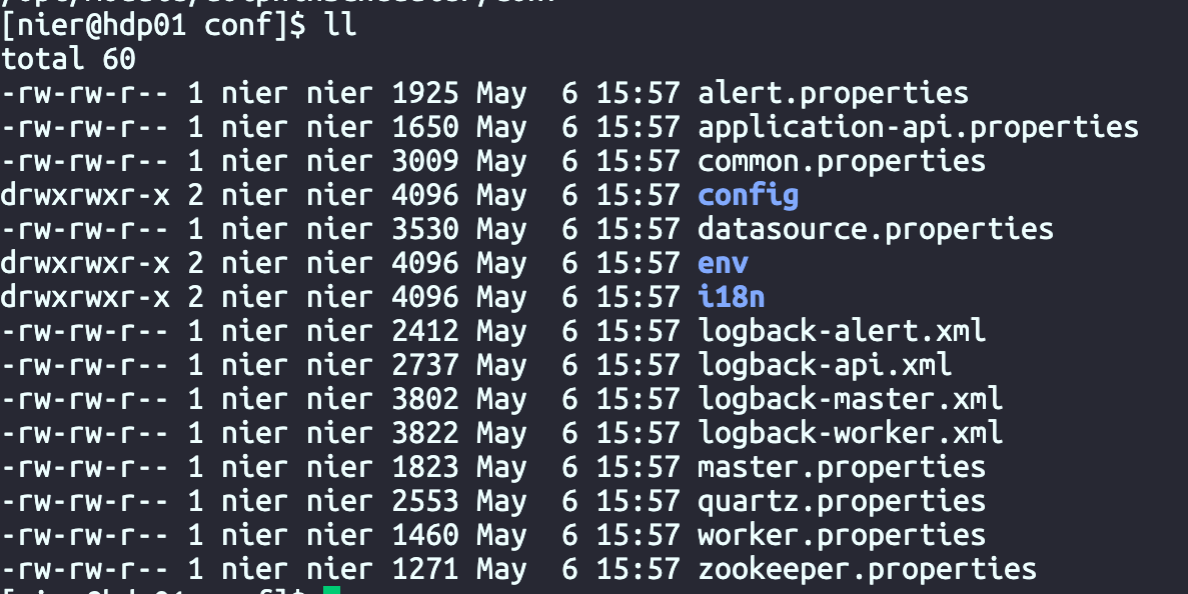 [nier@hdp01 conf]$ ll
total 60
-rw-rw-r-- 1 nier nier 1925 May  6 15:57 alert.properties
-rw-rw-r-- 1 nier nier 1650 May  6 15:57 application-api.properties
-rw-rw-r-- 1 nier nier 3009 May  6 15:57 common.properties
drwxrwxr-x 2 nier nier 4096 May  6 15:57 config
-rw-rw-r-- 1 nier nier 3530 May  6 15:57 datasource.properties
drwxrwxr-x 2 nier nier 4096 May  6 15:57 env
drwxrwxr-x 2 nier nier 4096 May  6 15:57 i18n
-rw-rw-r-- 1 nier nier 2412 May  6 15:57 logback-alert.xml
-rw-rw-r-- 1 nier nier 2737 May  6 15:57 logback-api.xml
-rw-rw-r-- 1 nier nier 3802 May  6 15:57 logback-master.xml
-rw-rw-r-- 1 nier nier 3822 May  6 15:57 logback-worker.xml
-rw-rw-r-- 1 nier nier 1823 May  6 15:57 master.properties
-rw-rw-r-- 1 nier nier 2553 May  6 15:57 quartz.properties
-rw-rw-r-- 1 nier nier 1460 May  6 15:57 worker.properties
-rw-rw-r-- 1 nier nier 1271 May  6 15:57 zookeeper.properties
[nier@hdp01 conf]$